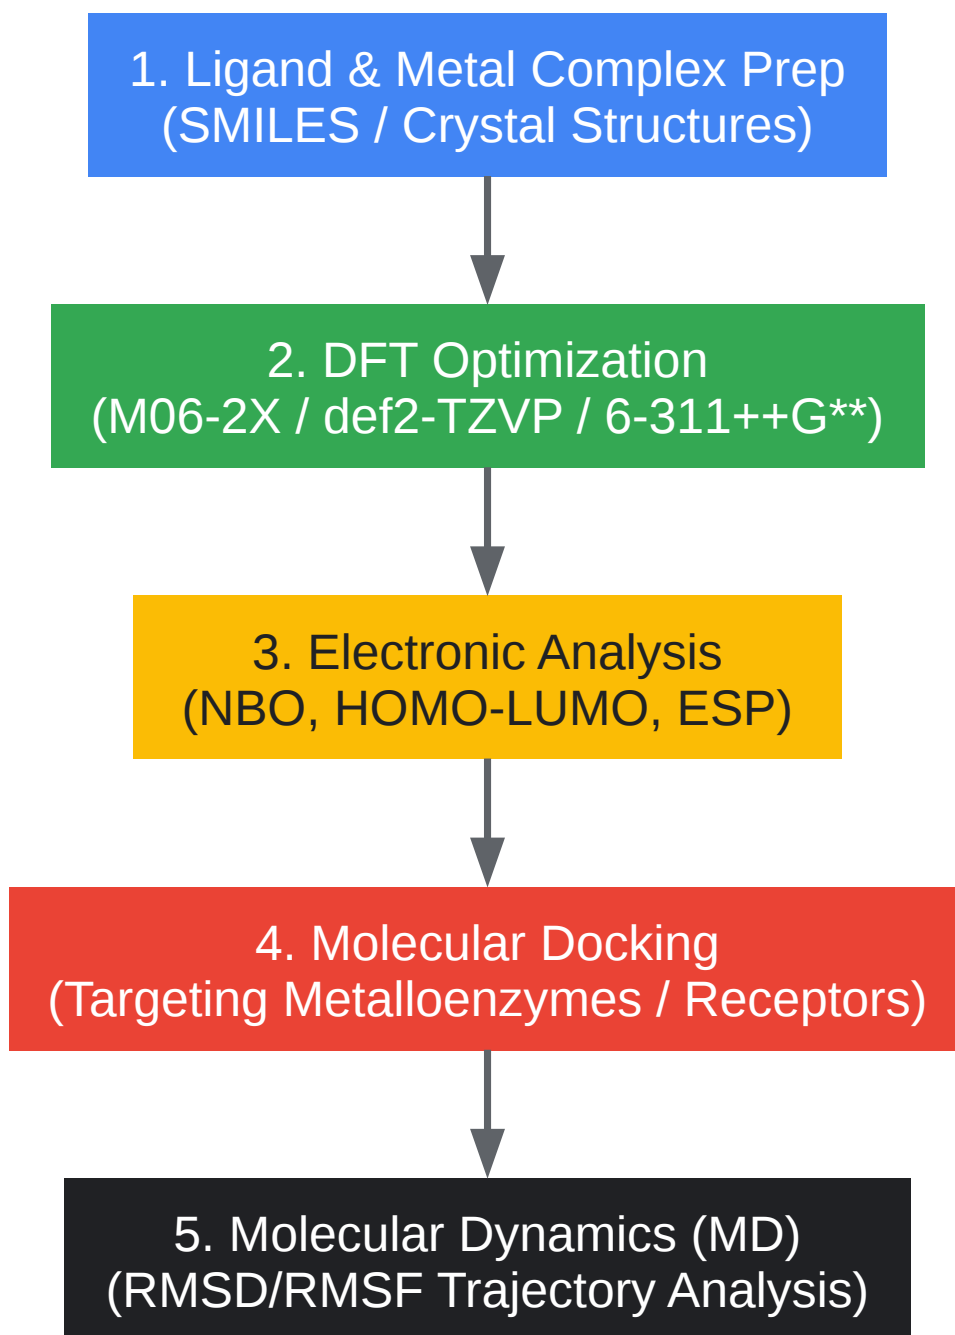 1. Ligand & Metal Complex Prep
(SMILES / Crystal Structures)
2. DFT Optimization
(M06-2X / def2-TZVP / 6-311++G**)
3. Electronic Analysis
(NBO, HOMO-LUMO, ESP)
4. Molecular Docking
(Targeting Metalloenzymes / Receptors)
5. Molecular Dynamics (MD)
(RMSD/RMSF Trajectory Analysis)